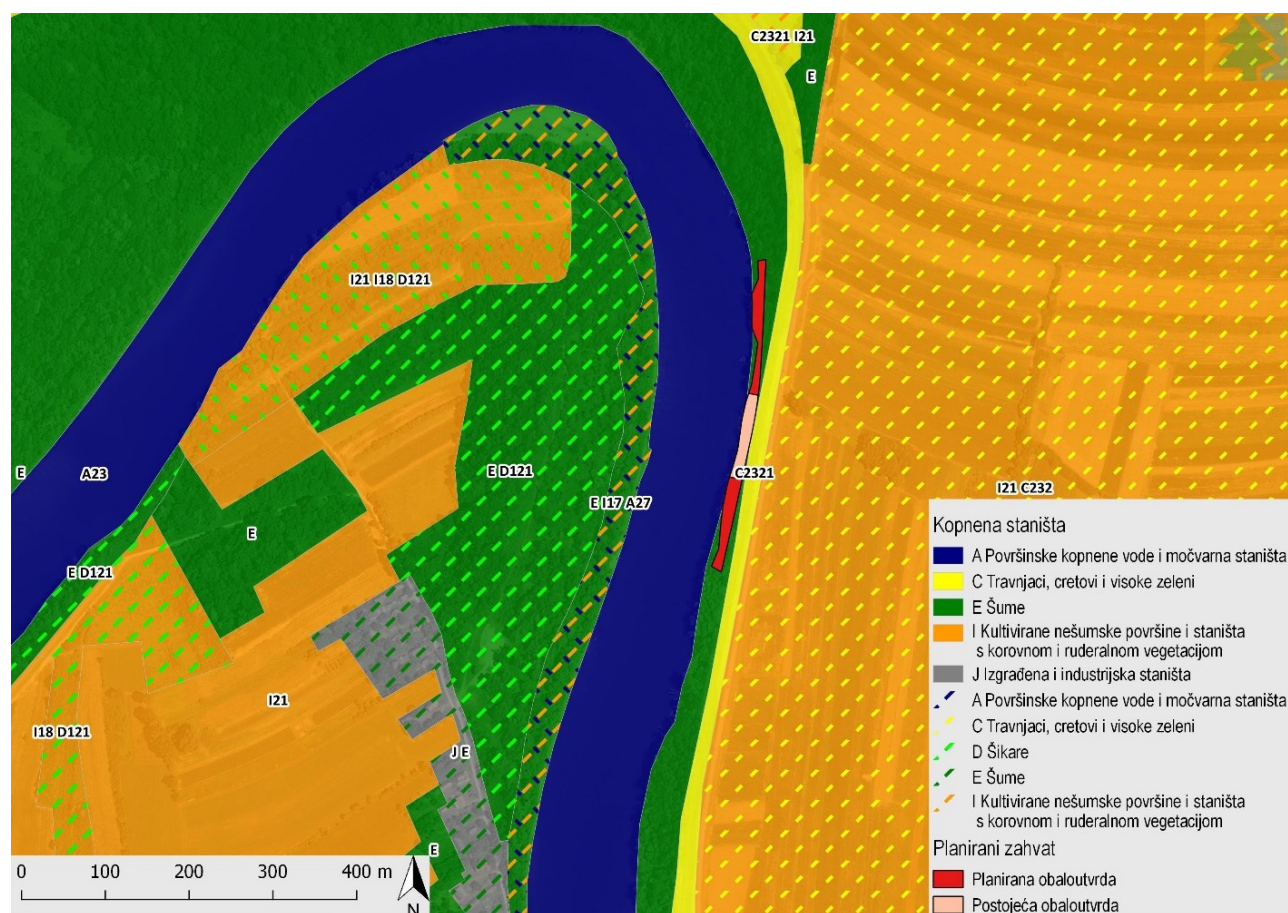 C2321 I21
E
I21 I18 D121
E
A23
E D121
C2321
I21 C232
E I17 A27
E
E D121
I21
I18 D121
J E
E
0 100 200 300 400 m
N
Kopnena staništa
A Površinske kopnene vode i močvarna staništa
C Travnjaci, cretovi i visoke zeleni
E Šume
I Kultivirane nešumske površine i staništa
s korovnom i ruderalnom vegetacijom
J Izgrađena i industrijska staništa
A Površinske kopnene vode i močvarna staništa
C Travnjaci, cretovi i visoke zeleni
D Šikare
E Šume
I Kultivirane nešumske površine i staništa
s korovnom i ruderalnom vegetacijom
Planirani zahvat
Planirana obaloutvrda
Postojeća obaloutvrda